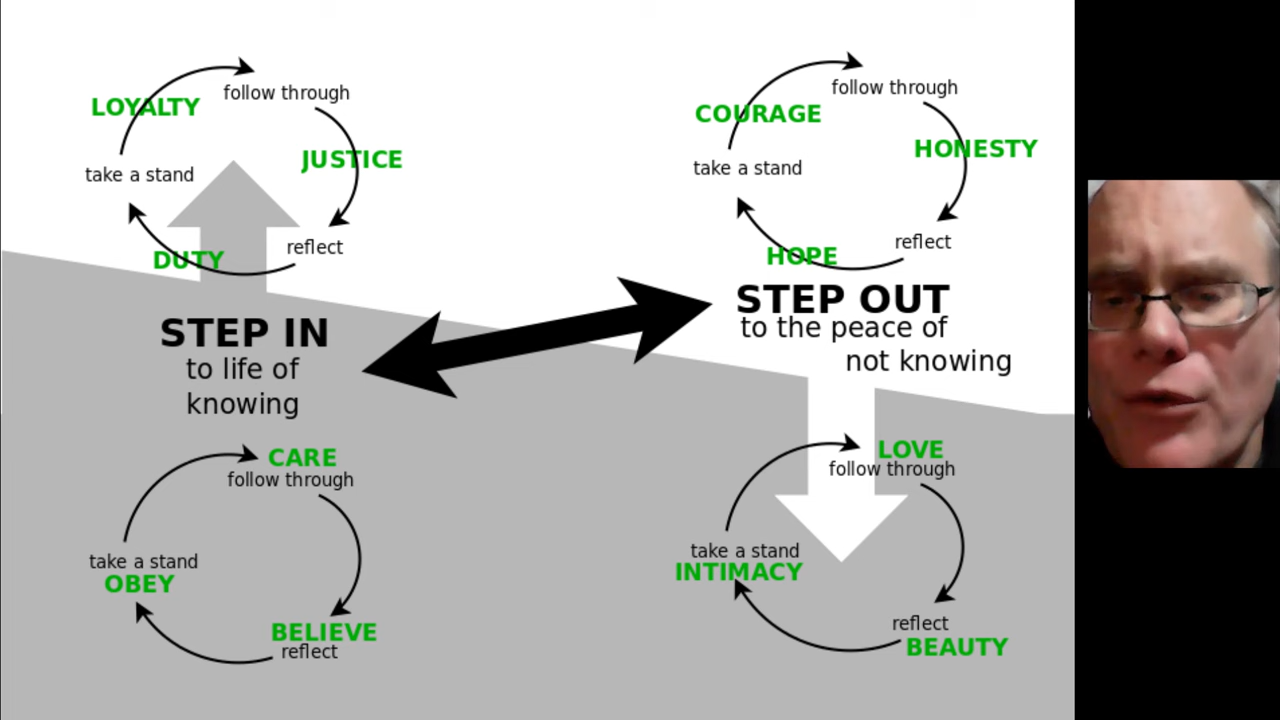 LOYALTY
follow through
JUSTICE
take a stand
reflect
DUTY
STEP IN
to life of
knowing
CARE
follow through
take a stand
OBEY
BELIEVE
reflect
COURAGE
follow through
HONESTY
take a stand
reflect
HOPE
STEP OUT
to the peace of
not knowing
LOVE
follow through
take a stand
INTIMACY
reflect
BEAUTY